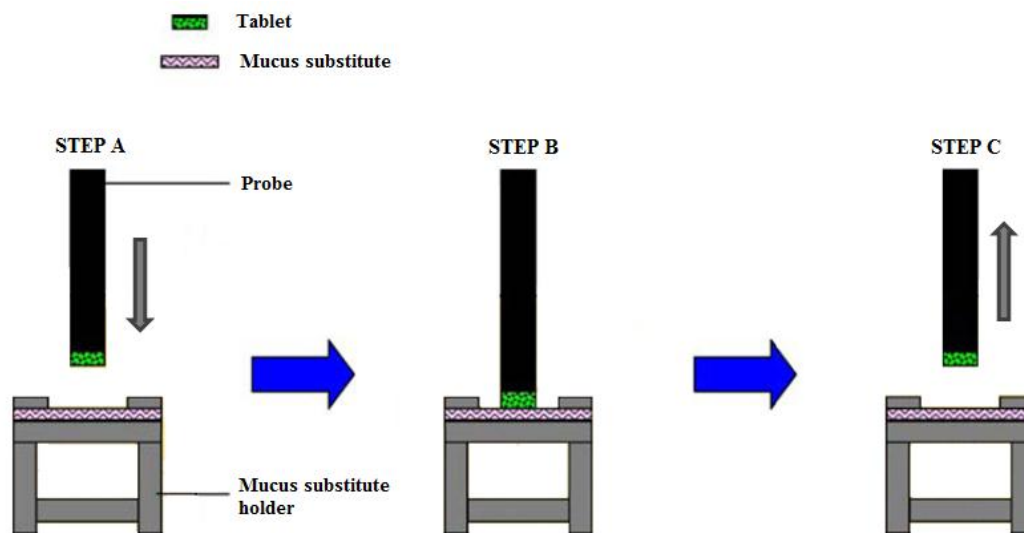 Tablet
Mucus substitute
STEP A
STEP B
STEP C
Probe
Mucus substitute
holder